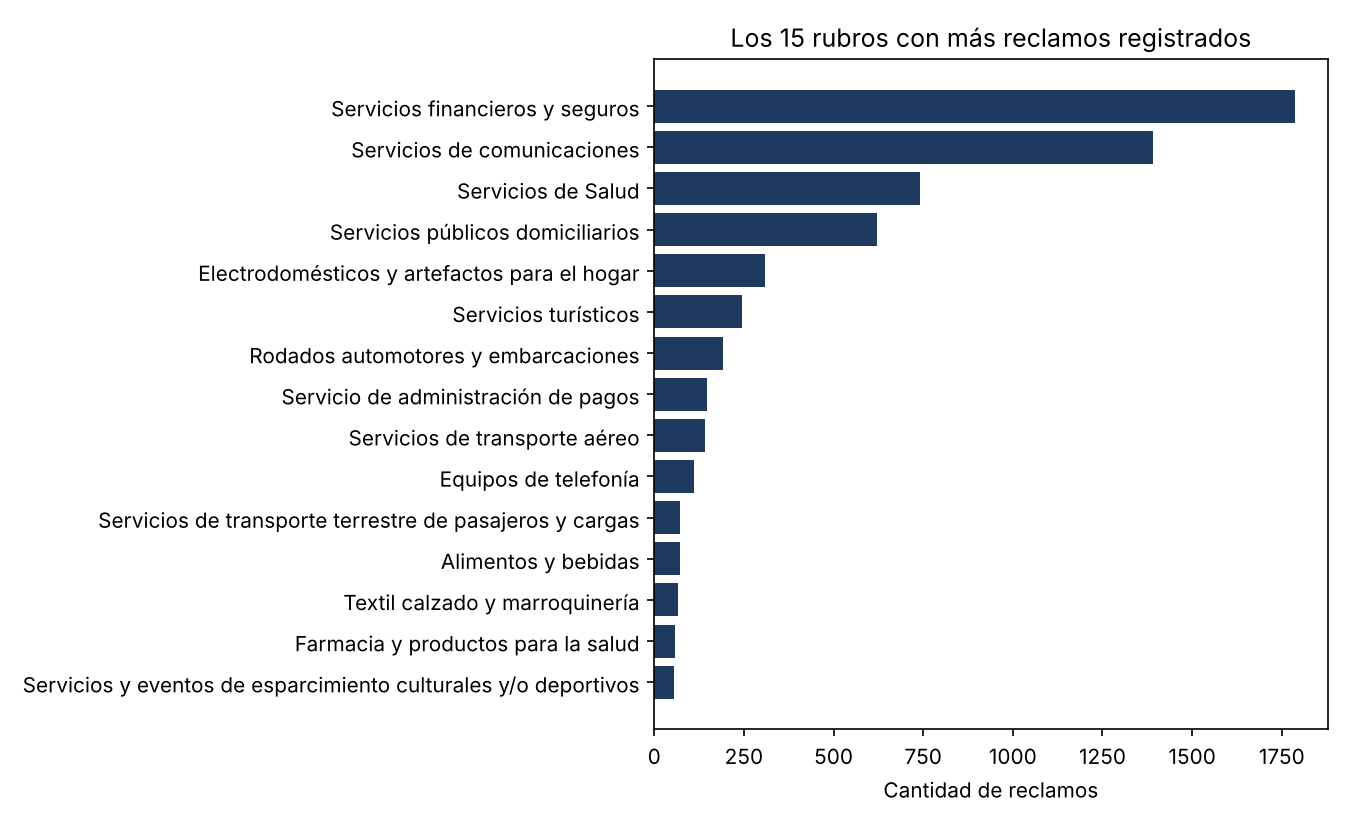 Los 15 rubros con más reclamos registrados
Servicios financieros y seguros
Servicios de comunicaciones
Servicios de Salud
Servicios públicos domiciliarios
Electrodomésticos y artefactos para el hogar
Servicios turísticos
Rodados automotores y embarcaciones
Servicio de administración de pagos
Servicios de transporte aéreo
Equipos de telefonía
Servicios de transporte terrestre de pasajeros y cargas
Alimentos y bebidas
Textil calzado y marroquinería
Farmacia y productos para la salud
Servicios y eventos de esparcimiento culturales y/o deportivos
0 250 500 750 1000 1250 1500 1750
Cantidad de reclamos